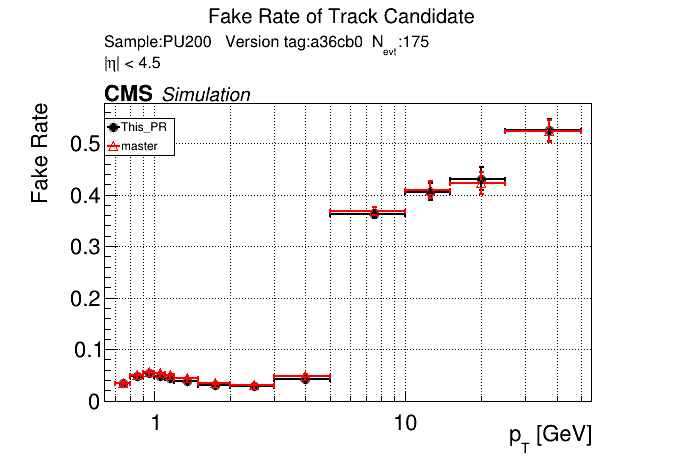 Fake Rate of Track Candidate
Sample:PU200 Version tag:a36cb0 N_evt:175
|η| < 4.5
CMS Simulation
This_PR
master
Fake Rate
0.5
0.4
0.3
0.2
0.1
0
1
10
p_T [GeV]